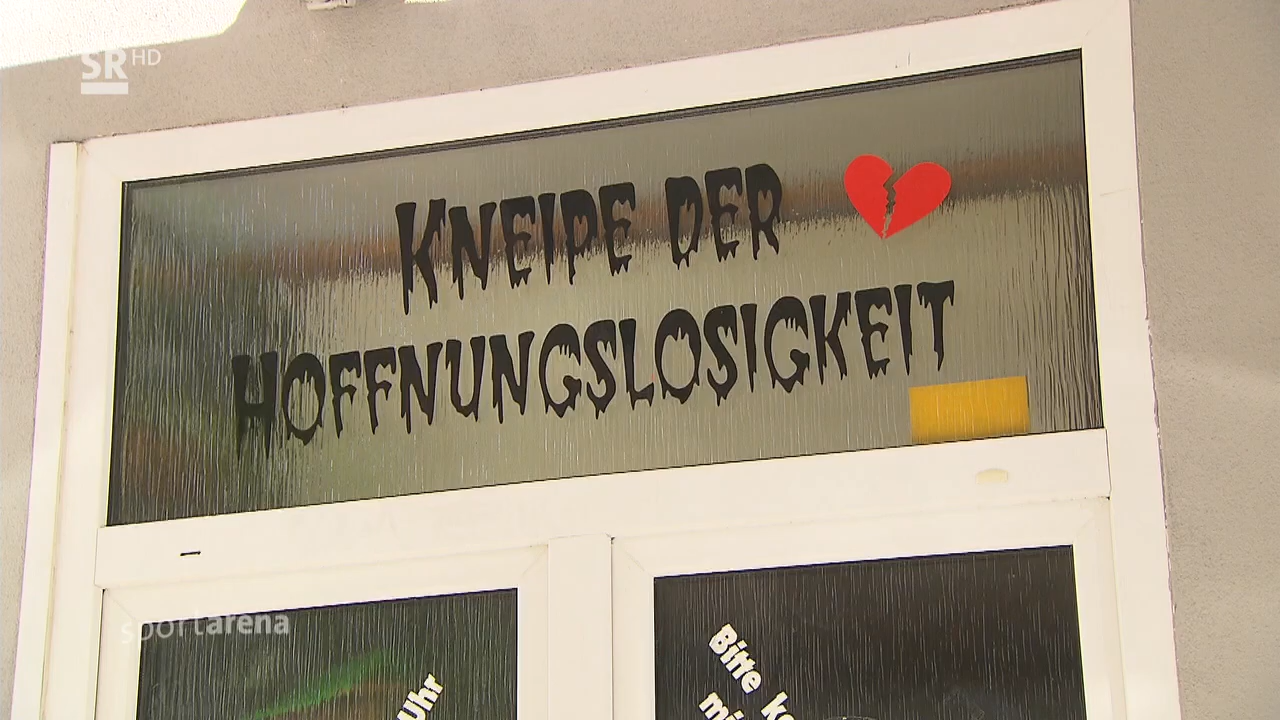 SR HD
KNEIPE DER
HOFFNUNGSLOSIGKEIT
sportarena
Uhr
Bitte